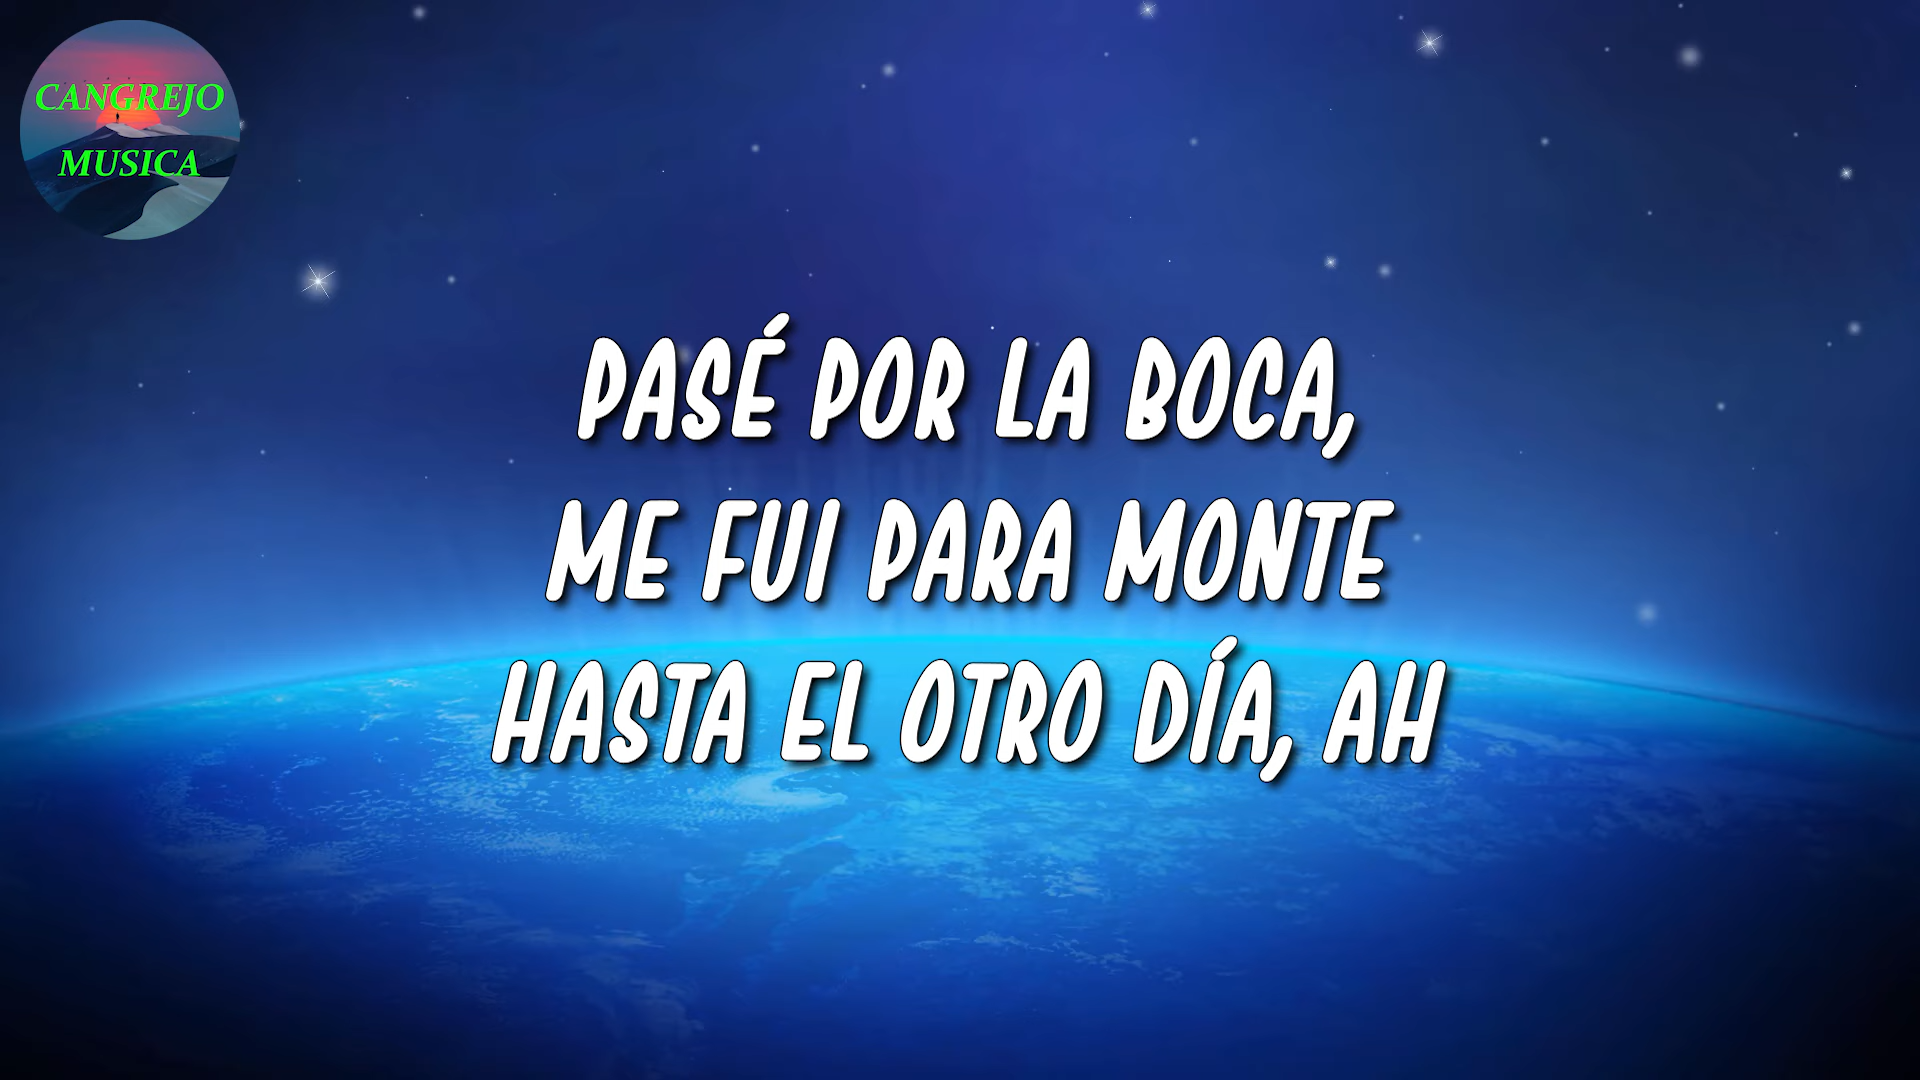 CANGREJO
MUSICA
PASÉ POR LA BOCA,
ME FUI PARA MONTE
HASTA EL OTRO DÍA, AH